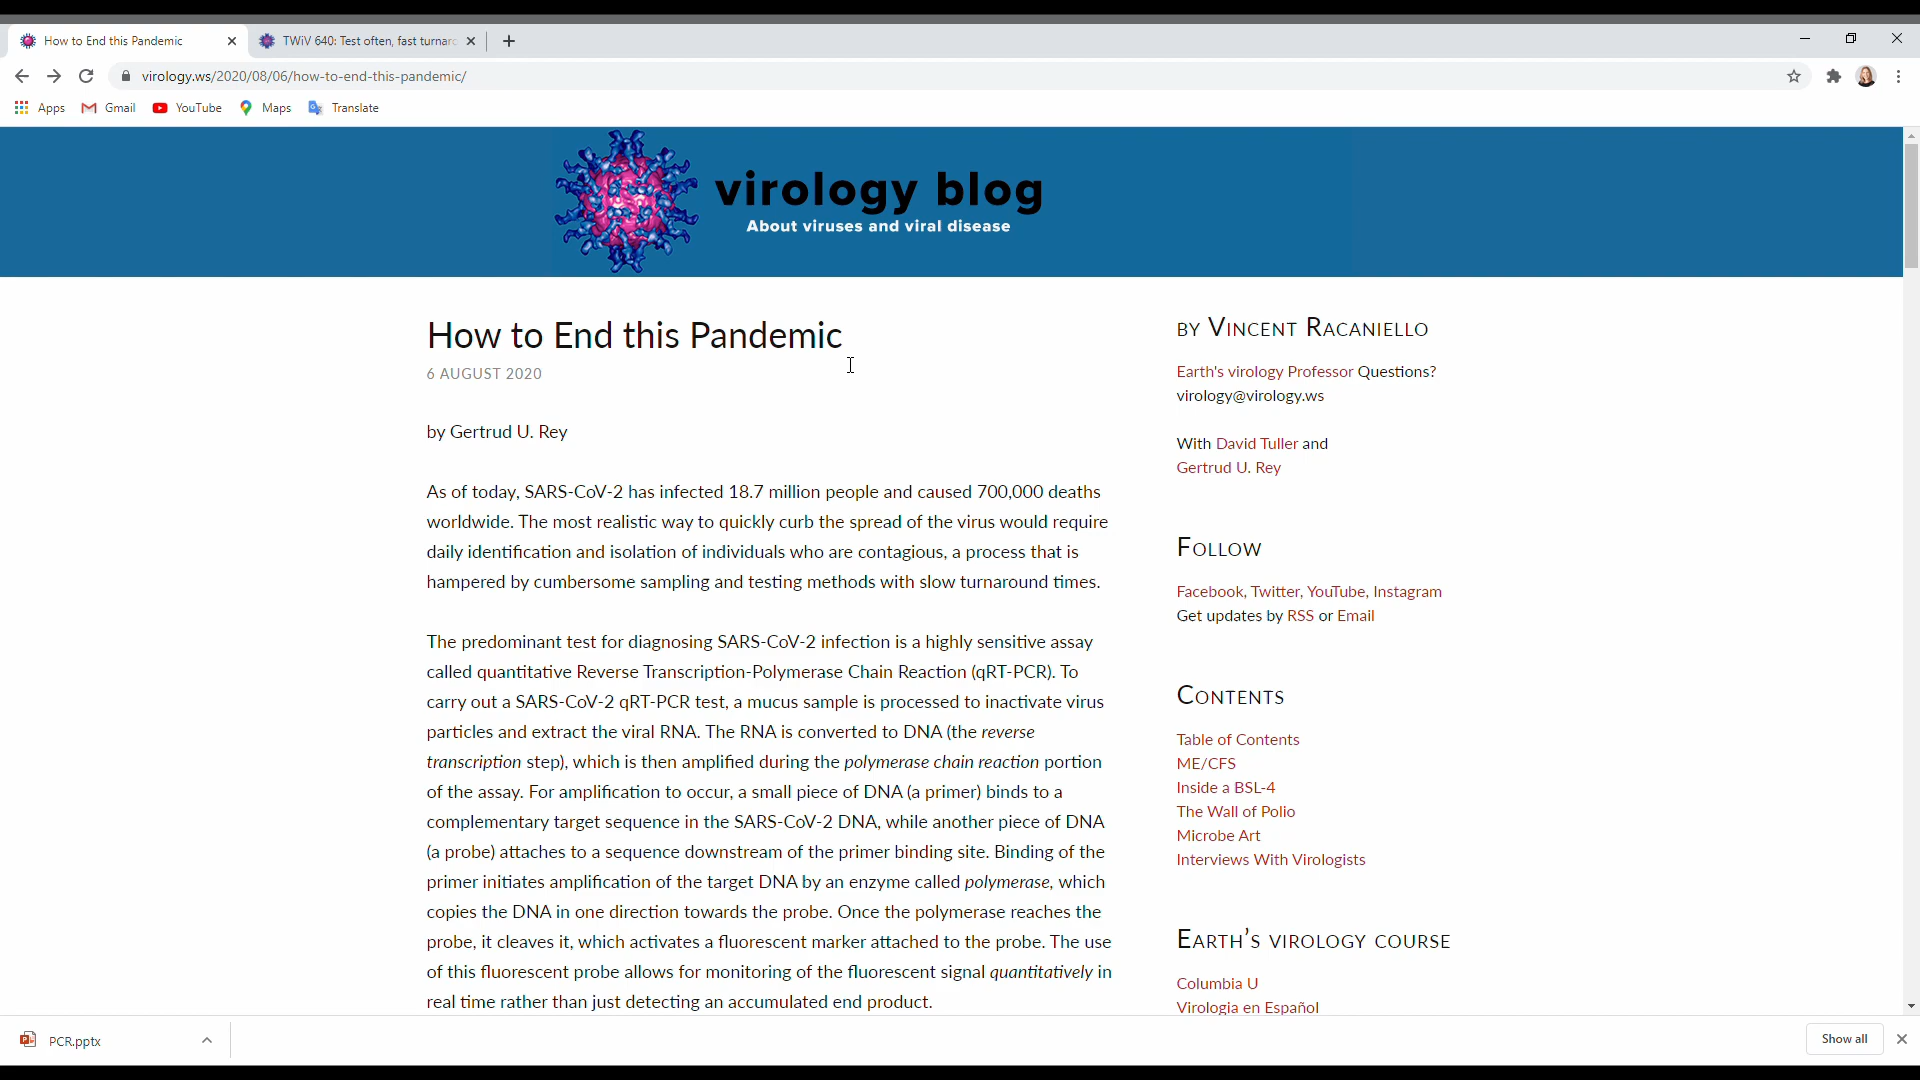 How to End this Pandemic
TWiV 640: Test often, fast turnaro
virology.ws/2020/08/06/how-to-end-this-pandemic/
Apps Gmail YouTube Maps Translate
virology blog
About viruses and viral disease
How to End this Pandemic
6 AUGUST 2020
by Gertrud U. Rey
As of today, SARS-CoV-2 has infected 18.7 million people and caused 700,000 deaths
worldwide. The most realistic way to quickly curb the spread of the virus would require
daily identification and isolation of individuals who are contagious, a process that is
hampered by cumbersome sampling and testing methods with slow turnaround times.
The predominant test for diagnosing SARS-CoV-2 infection is a highly sensitive assay
called quantitative Reverse Transcription-Polymerase Chain Reaction (qRT-PCR). To
carry out a SARS-CoV-2 qRT-PCR test, a mucus sample is processed to inactivate virus
particles and extract the viral RNA. The RNA is converted to DNA (the reverse
transcription step), which is then amplified during the polymerase chain reaction portion
of the assay. For amplification to occur, a small piece of DNA (a primer) binds to a
complementary target sequence in the SARS-CoV-2 DNA, while another piece of DNA
(a probe) attaches to a sequence downstream of the primer binding site. Binding of the
primer initiates amplification of the target DNA by an enzyme called polymerase, which
copies the DNA in one direction towards the probe. Once the polymerase reaches the
probe, it cleaves it, which activates a fluorescent marker attached to the probe. The use
of this fluorescent probe allows for monitoring of the fluorescent signal quantitatively in
real time rather than just detecting an accumulated end product.
BY VINCENT RACANIELLO
Earth's virology Professor Questions?
virology@virology.ws
With David Tuller and
Gertrud U. Rey
FOLLOW
Facebook, Twitter, YouTube, Instagram
Get updates by RSS or Email
CONTENTS
Table of Contents
ME/CFS
Inside a BSL-4
The Wall of Polio
Microbe Art
Interviews With Virologists
EARTH'S VIROLOGY COURSE
Columbia U
Virologia en Español
PCR.pptx
Show all